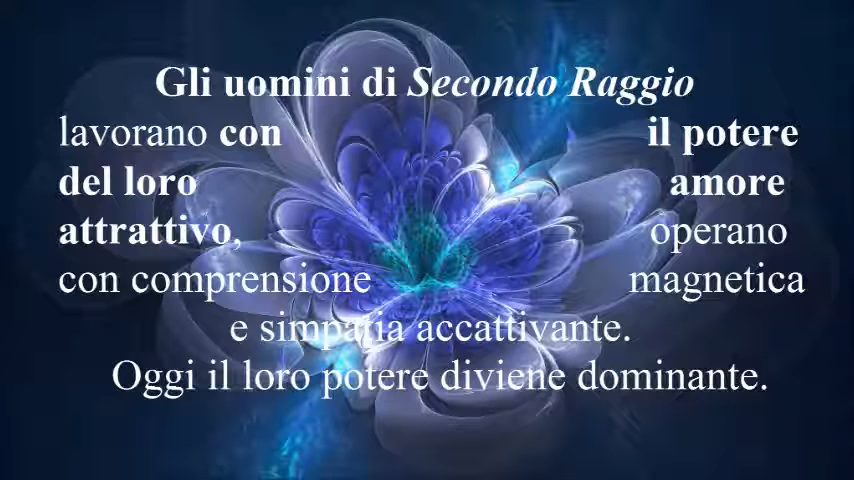 Gli uomini di Secondo Raggio
lavorano con il potere
del loro amore
attrattivo, operano
con comprensione magnetica
e simpatia accattivante.
Oggi il loro potere diviene dominante.